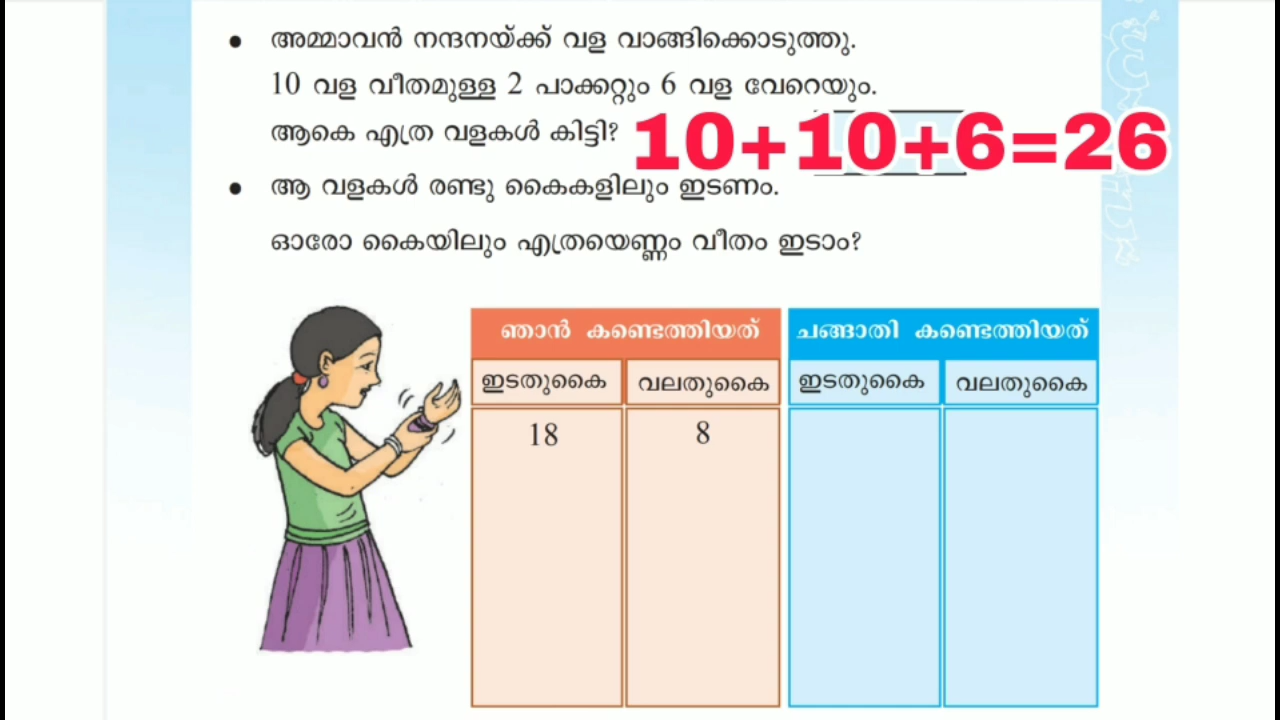 അമ്മാവൻ നന്ദനയ്ക്ക് വള വാങ്ങിക്കൊടുത്തു.
10 വള വീതമുള്ള 2 പാക്കറ്റും 6 വള വേറെയും.
ആകെ എത്ര വളകൾ കിട്ടി? 10+10+6=26
ആ വളകൾ രണ്ടു കൈകളിലും ഇടണം.
ഓരോ കൈയിലും എത്രയെണ്ണം വീതം ഇടാം?
ഞാൻ കണ്ടെത്തിയത് ചങ്ങാതി കണ്ടെത്തിയത്
ഇടതുകൈ വലതുകൈ ഇടതുകൈ വലതുകൈ
18 8